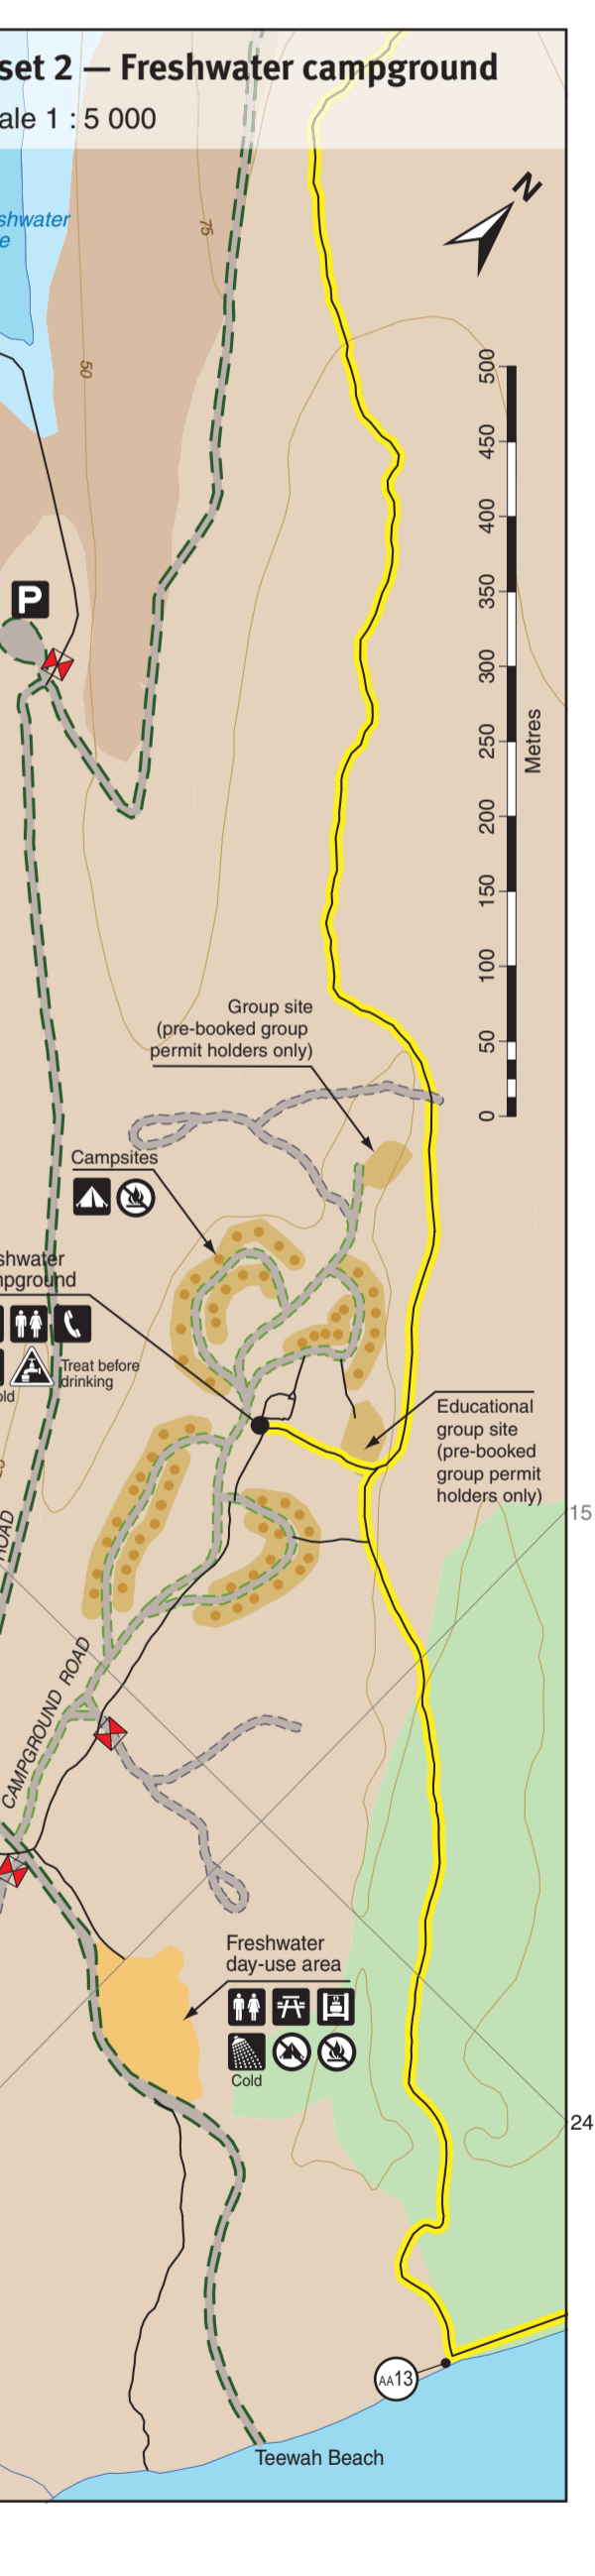 set 2 — Freshwater campground
ale 1 : 5 000
N
shwater
e
75
50
P
500
450
400
350
300
250
200
150
100
50
0
Metres
Group site
(pre-booked group
permit holders only)
Campsites
shwater
npground
Treat before
drinking
old
Educational
group site
(pre-booked
group permit
holders only)
15
ROAD
CAMPGROUND ROAD
Freshwater
day-use area
Cold
24
AA13
Teewah Beach